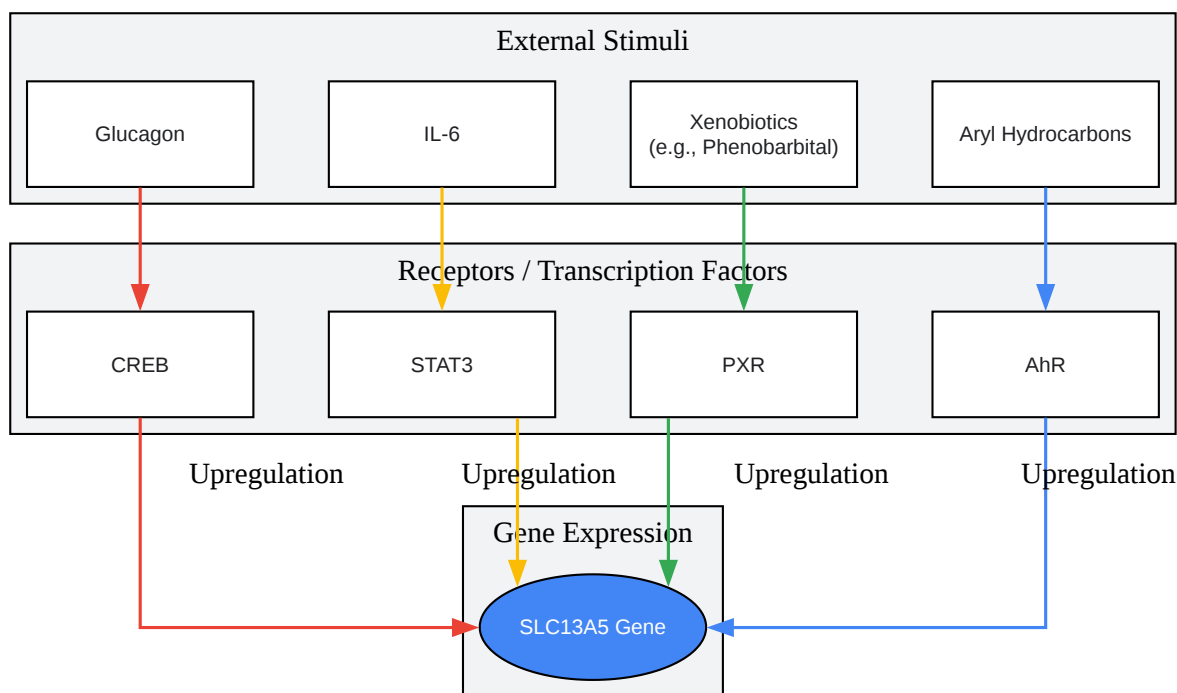 External Stimuli
Glucagon
IL-6
Xenobiotics
(e.g., Phenobarbital)
Aryl Hydrocarbons
Receptors / Transcription Factors
CREB
STAT3
PXR
AhR
Upregulation
Upregulation
Upregulation
Upregulation
Gene Expression
SLC13A5 Gene